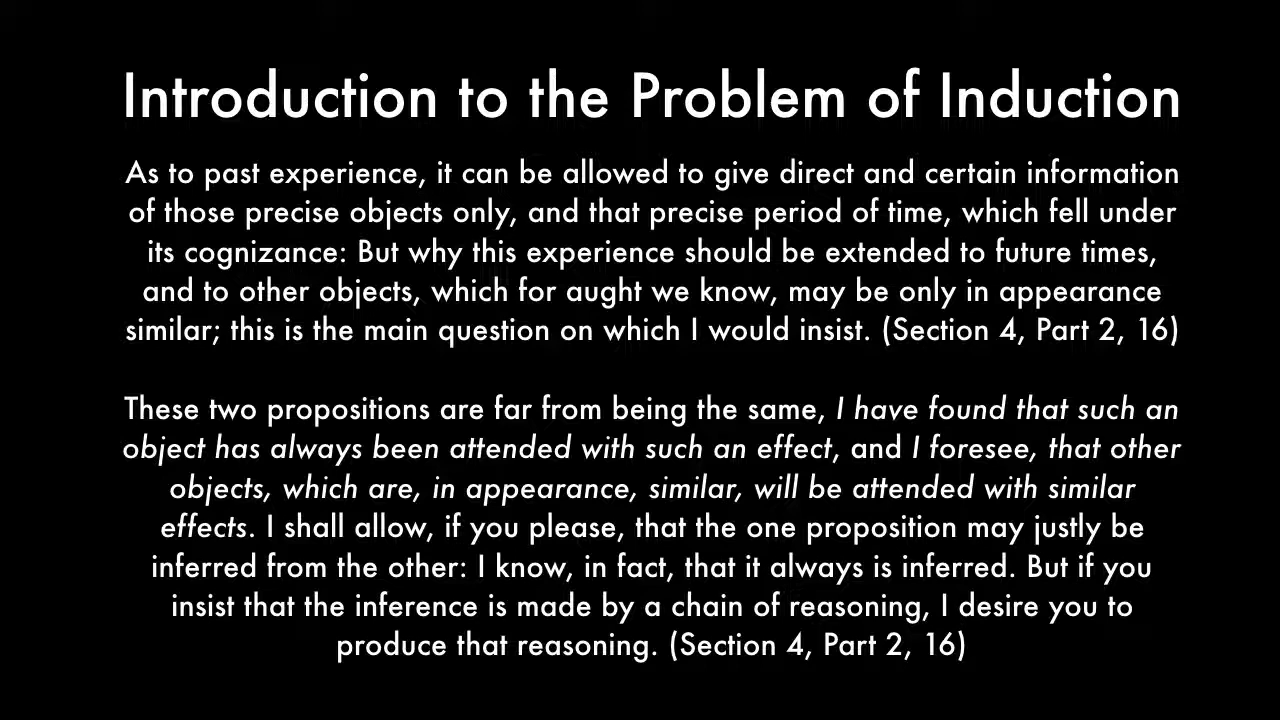 Introduction to the Problem of Induction
As to past experience, it can be allowed to give direct and certain information
of those precise objects only, and that precise period of time, which fell under
its cognizance: But why this experience should be extended to future times,
and to other objects, which for aught we know, may be only in appearance
similar; this is the main question on which I would insist. (Section 4, Part 2, 16)
These two propositions are far from being the same, I have found that such an
object has always been attended with such an effect, and I foresee, that other
objects, which are, in appearance, similar, will be attended with similar
effects. I shall allow, if you please, that the one proposition may justly be
inferred from the other: I know, in fact, that it always is inferred. But if you
insist that the inference is made by a chain of reasoning, I desire you to
produce that reasoning. (Section 4, Part 2, 16)